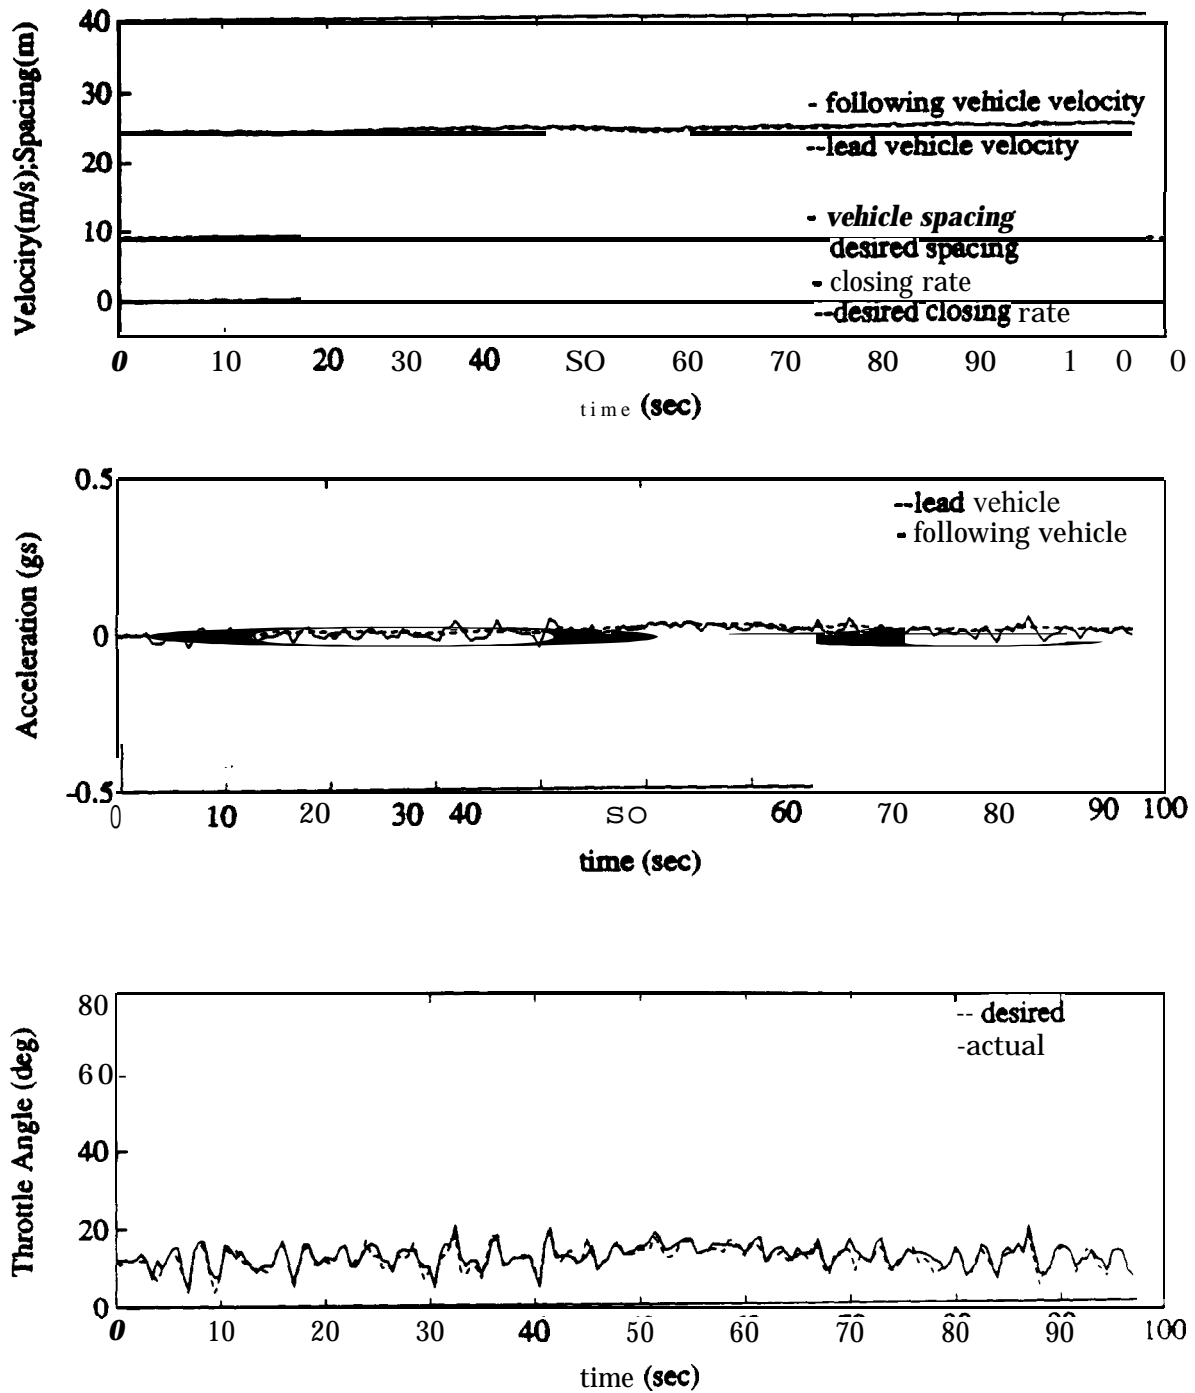 Velocity(m/s);Spacing(m)
40
30
20
10
0
- following vehicle velocity
--lead vehicle velocity
- vehicle spacing
desired spacing
- closing rate
--desired closing rate
0 10 20 30 40 SO 60 70 80 90 1 0 0
time (sec)
Acceleration (gs)
0.5
0
-0.5
--lead vehicle
- following vehicle
0 10 20 30 40 SO 60 70 80 90 100
time (sec)
Throttle Angle (deg)
80
60
40
20
0
-- desired
-actual
0 10 20 30 40 50 60 70 80 90 100
time (sec)